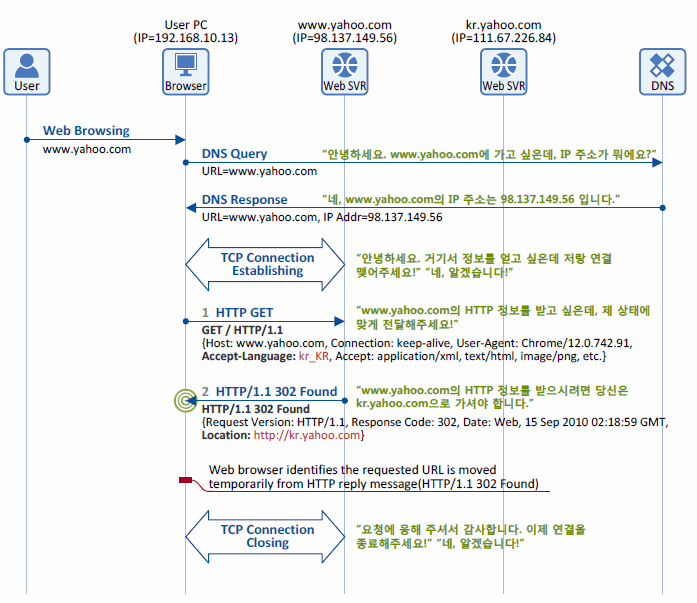 User PC
(IP=192.168.10.13)
www.yahoo.com
(IP=98.137.149.56)
kr.yahoo.com
(IP=111.67.226.84)
User
Browser
Web SVR
Web SVR
DNS
Web Browsing
www.yahoo.com
DNS Query
“안녕하세요. www.yahoo.com에 가고 싶은데, IP 주소가 뭐에요?”
URL=www.yahoo.com
DNS Response
“네, www.yahoo.com의 IP 주소는 98.137.149.56 입니다.”
URL=www.yahoo.com, IP Addr=98.137.149.56
TCP Connection
Establishing
“안녕하세요. 거기서 정보를 얻고 싶은데 저랑 연결
맺어주세요!” “네, 알겠습니다!”
1 HTTP GET
“www.yahoo.com의 HTTP 정보를 받고 싶은데, 제 상태에
맞게 전달해주세요!”
GET / HTTP/1.1
{Host: www.yahoo.com, Connection: keep-alive, User-Agent: Chrome/12.0.742.91,
Accept-Language: kr_KR, Accept: application/xml, text/html, image/png, etc.}
2 HTTP/1.1 302 Found
“www.yahoo.com의 HTTP 정보를 받으시려면 당신은
kr.yahoo.com으로 가셔야 합니다.”
HTTP/1.1 302 Found
{Request Version: HTTP/1.1, Response Code: 302, Date: Web, 15 Sep 2010 02:18:59 GMT,
Location: http://kr.yahoo.com}
Web browser identifies the requested URL is moved
temporarily from HTTP reply message(HTTP/1.1 302 Found)
TCP Connection
Closing
“요청에 응해 주셔서 감사합니다. 이제 연결을
종료해주세요!” “네, 알겠습니다!”